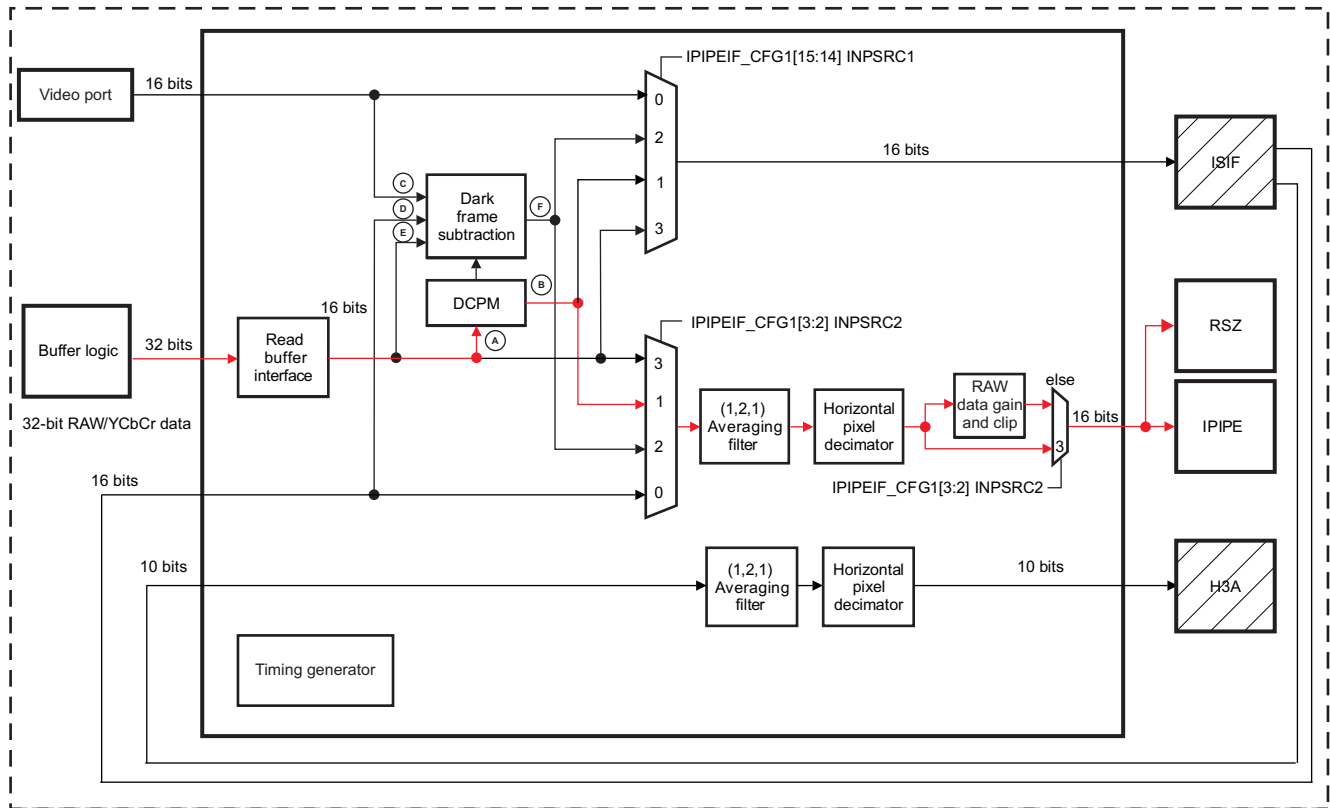 IPIPEIF_CFG1[15:14] INPSRC1
Video port
16 bits
0
2
1
3
16 bits
ISIF
C
D
E
Dark
frame
subtraction
F
DCPM
B
A
Buffer logic
32 bits
32-bit RAW/YCbCr data
16 bits
Read
buffer
interface
IPIPEIF_CFG1[3:2] INPSRC2
3
1
2
0
(1,2,1)
Averaging
filter
Horizontal
pixel
decimator
RAW
data gain
and clip
else
3
16 bits
IPIPEIF_CFG1[3:2] INPSRC2
RSZ
IPIPE
16 bits
10 bits
(1,2,1)
Averaging
filter
Horizontal
pixel
decimator
10 bits
H3A
Timing generator